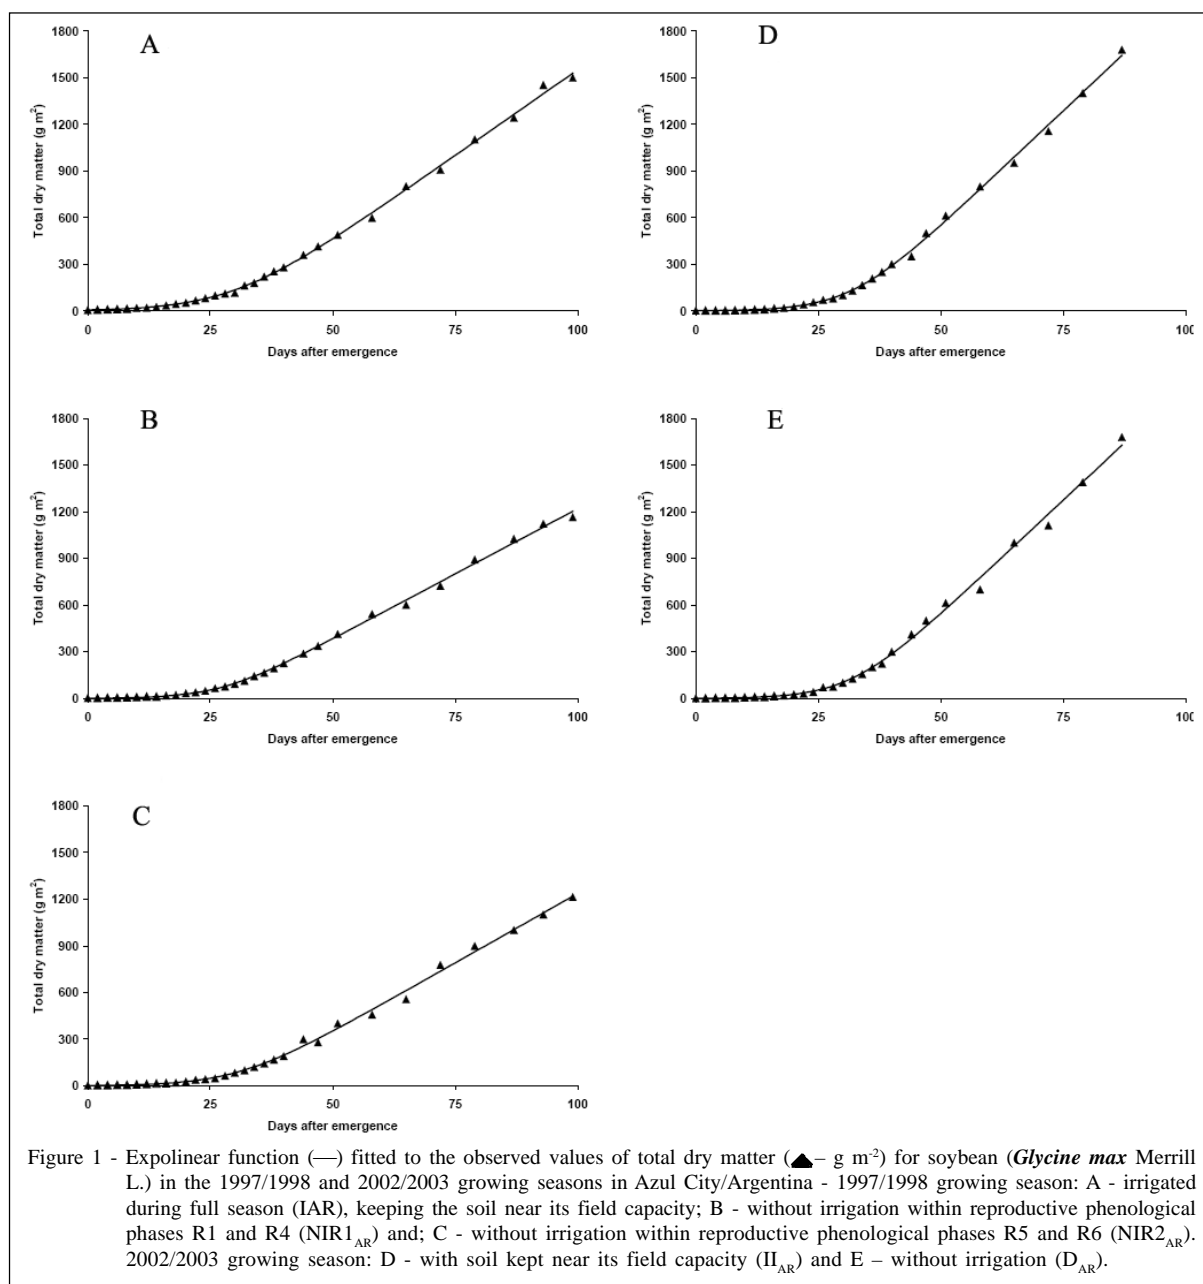 A
1800
1500
1200
900
600
300
0
Total dry matter (g m²)
0 25 50 75 100
Days after emergence
D
1800
1500
1200
900
600
300
0
Total dry matter (g m²)
0 25 50 75 100
Days after emergence
B
1800
1500
1200
900
600
300
0
Total dry matter (g m²)
0 25 50 75 100
Days after emergence
E
1800
1500
1200
900
600
300
0
Total dry matter (g m²)
0 25 50 75 100
Days after emergence
C
1800
1500
1200
900
600
300
0
Total dry matter (g m²)
0 25 50 75 100
Days after emergence
Figure 1 - Expolinear function (—) fitted to the observed values of total dry matter (▲– g m-2) for soybean (Glycine max Merrill
L.) in the 1997/1998 and 2002/2003 growing seasons in Azul City/Argentina - 1997/1998 growing season: A - irrigated
during full season (IAR), keeping the soil near its field capacity; B - without irrigation within reproductive phenological
phases R1 and R4 (NIR1AR) and; C - without irrigation within reproductive phenological phases R5 and R6 (NIR2AR).
2002/2003 growing season: D - with soil kept near its field capacity (IIAR) and E – without irrigation (DAR).